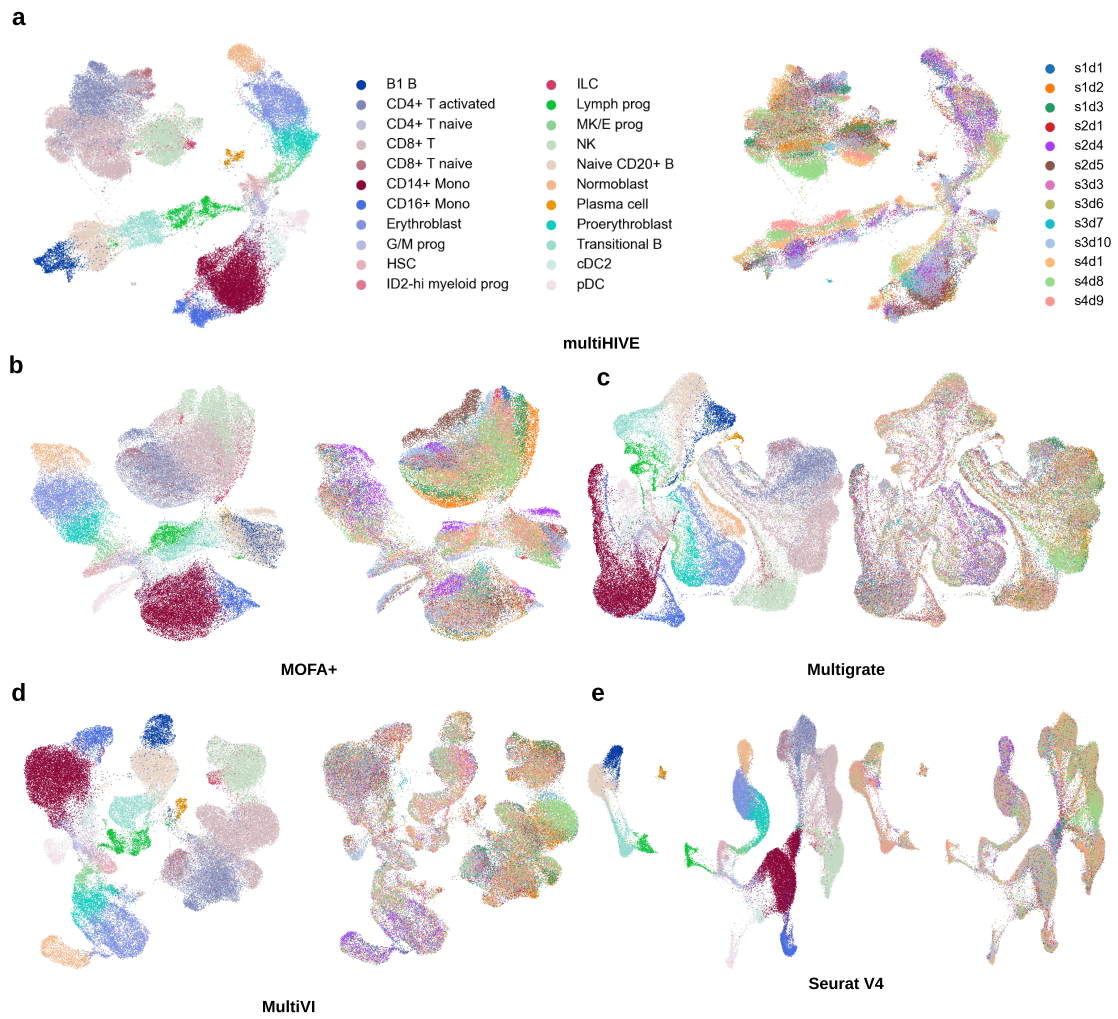 a
B1 B
CD4+ T activated
CD4+ T naive
CD8+ T
CD8+ T naive
CD14+ Mono
CD16+ Mono
Erythroblast
G/M prog
HSC
ID2-hi myeloid prog
ILC
Lymph prog
MK/E prog
NK
Naive CD20+ B
Normoblast
Plasma cell
Proerythroblast
Transitional B
cDC2
pDC
s1d1
s1d2
s1d3
s2d1
s2d4
s2d5
s3d3
s3d6
s3d7
s3d10
s4d1
s4d8
s4d9
multiHIVE
b
c
MOFA+
Multigrate
d
e
Seurat V4
MultiVI